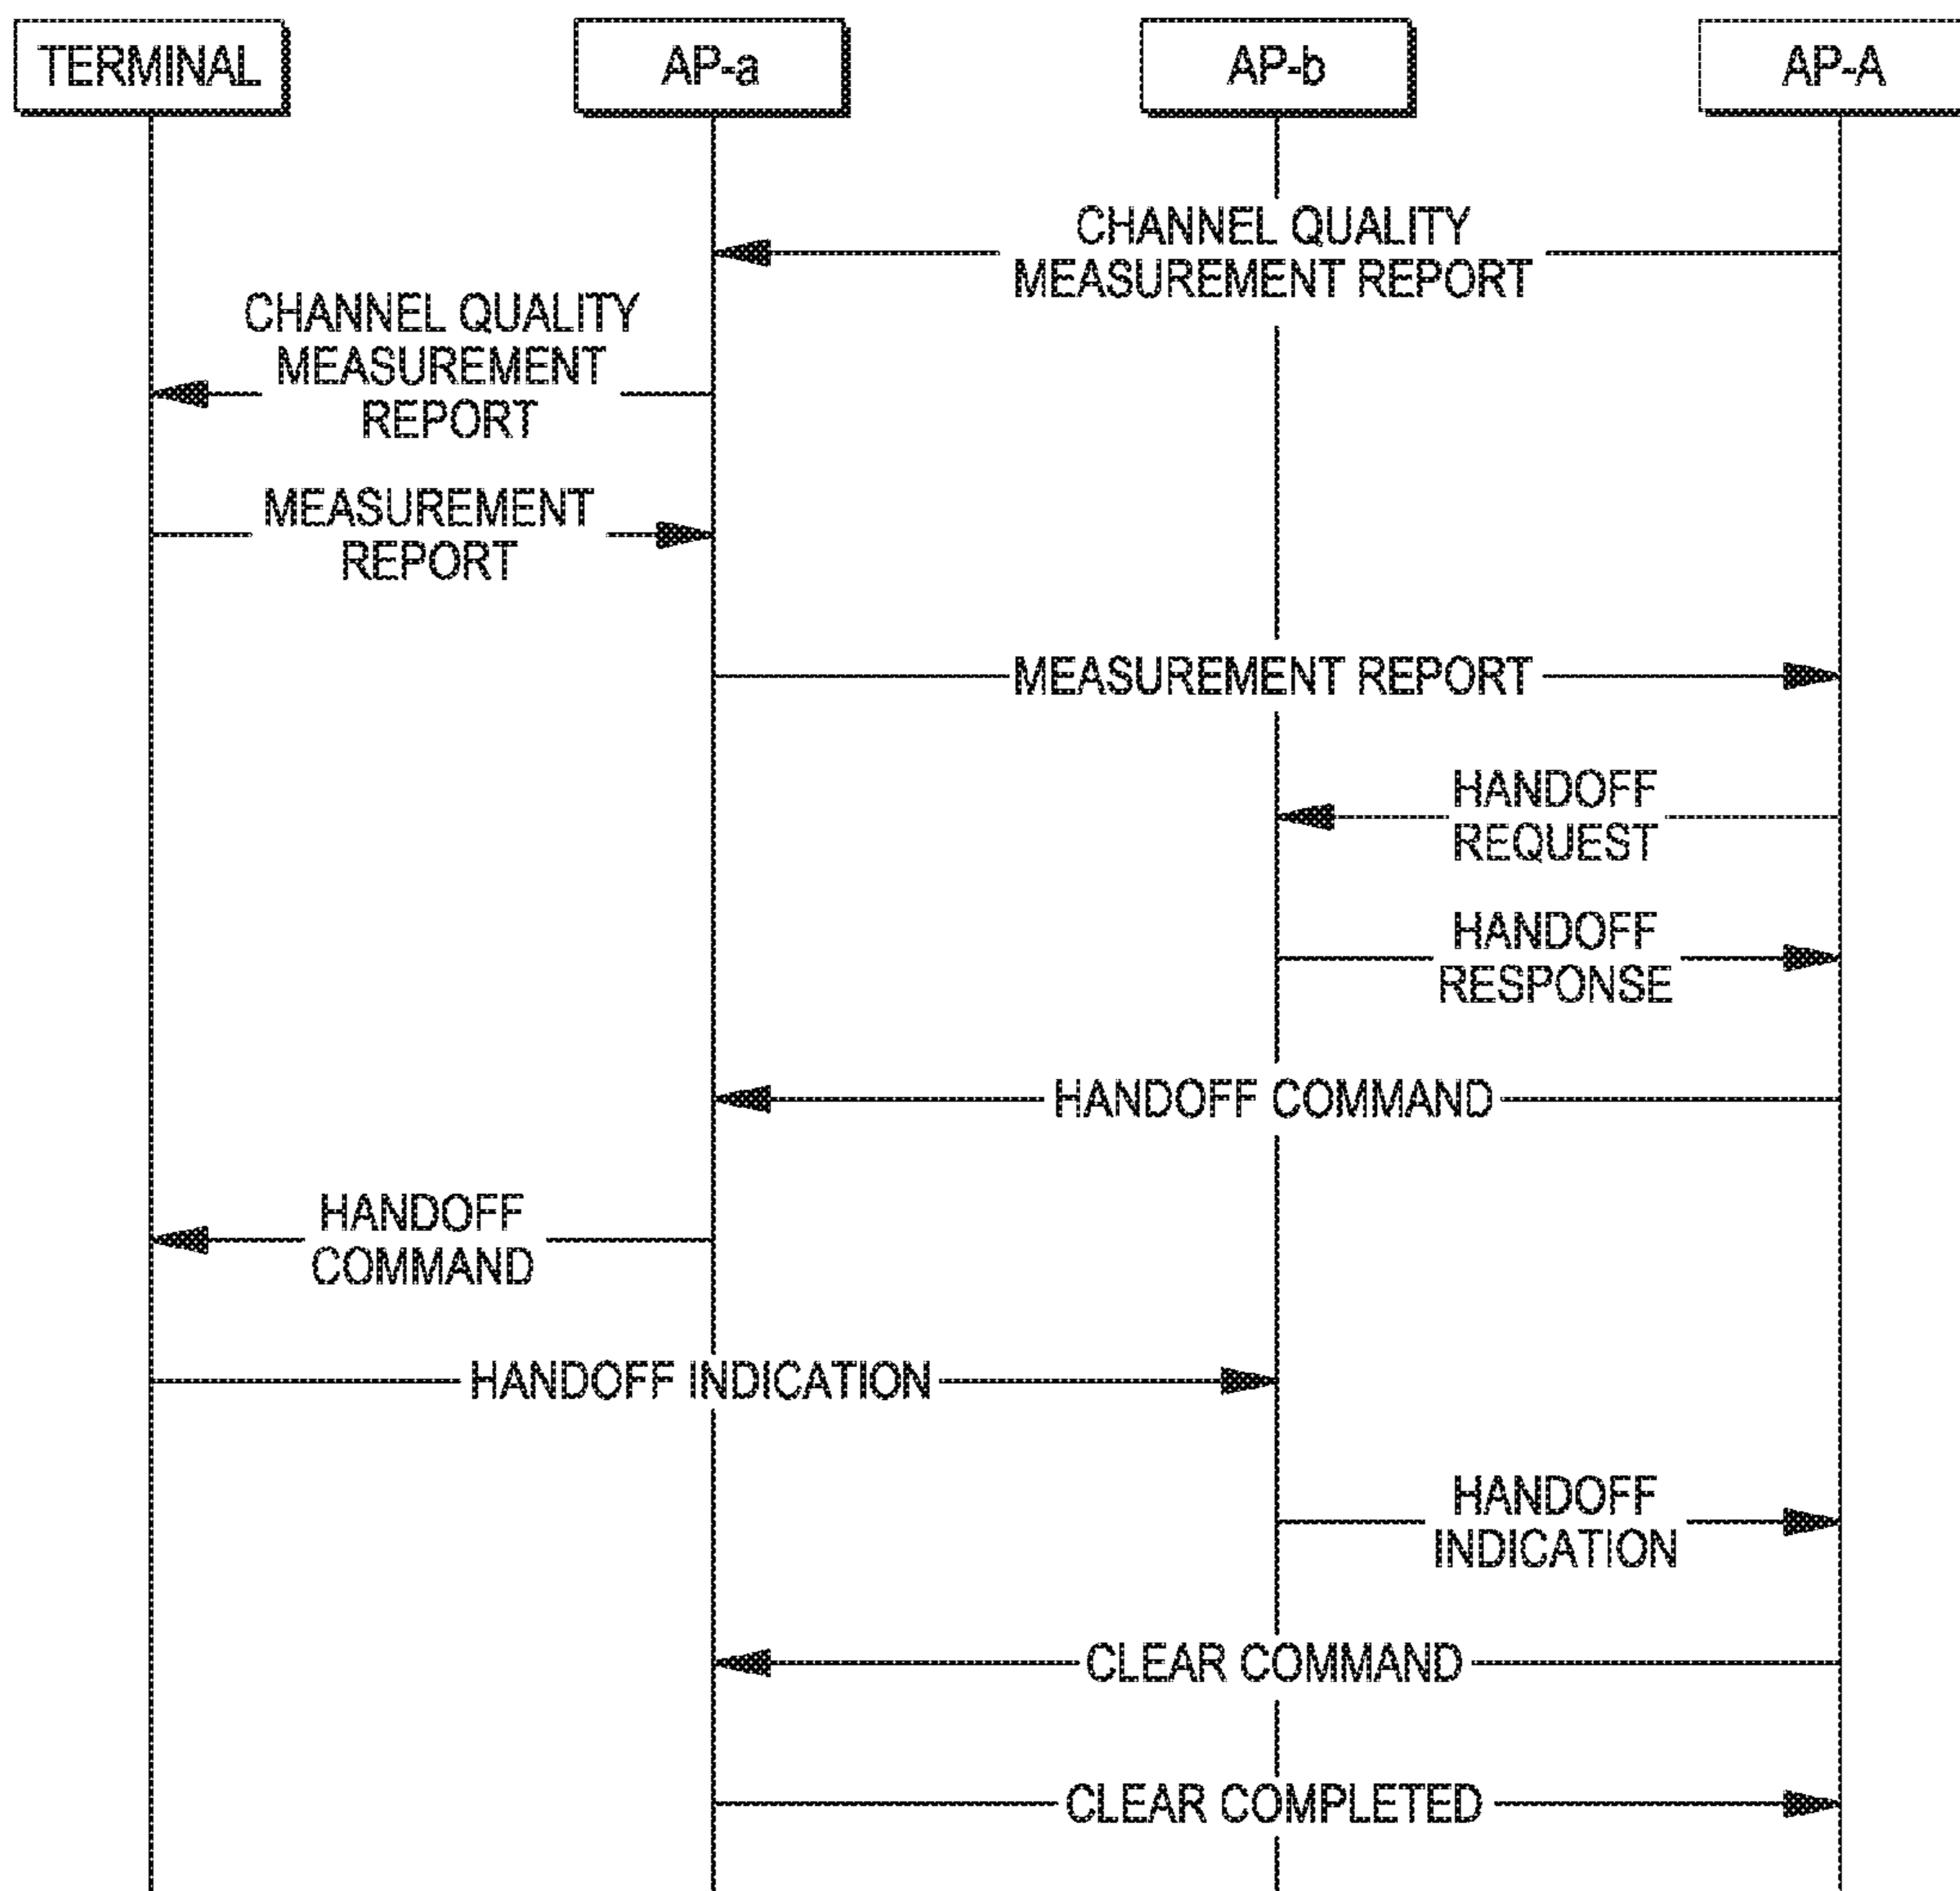 TERMINAL
AP-a
AP-b
AP-A
CHANNEL QUALITY
MEASUREMENT REPORT
CHANNEL QUALITY
MEASUREMENT
REPORT
MEASUREMENT
REPORT
MEASUREMENT REPORT
HANDOFF
REQUEST
HANDOFF
RESPONSE
HANDOFF COMMAND
HANDOFF
COMMAND
HANDOFF INDICATION
HANDOFF
INDICATION
CLEAR COMMAND
CLEAR COMPLETED